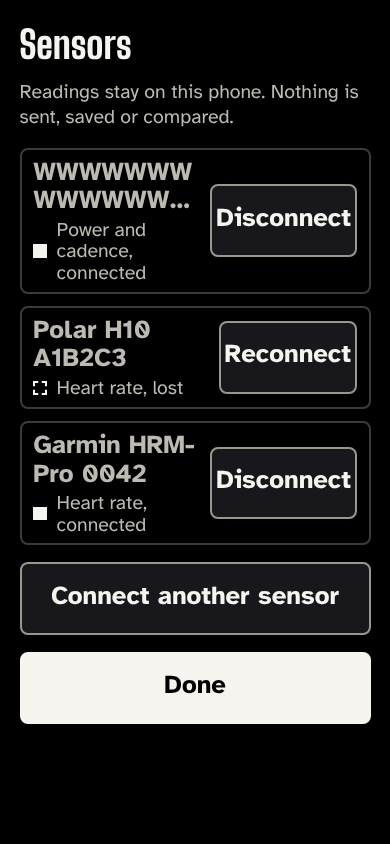 Sensors
Readings stay on this phone. Nothing is
sent, saved or compared.
WWWWWWW
WWWWWW…
Power and
cadence,
connected
Disconnect
Polar H10
A1B2C3
Heart rate, lost
Reconnect
Garmin HRM-
Pro 0042
Heart rate,
connected
Disconnect
Connect another sensor
Done